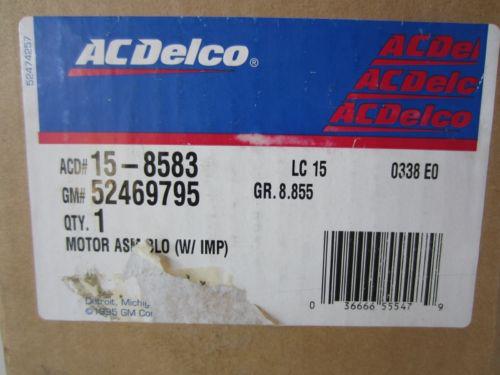 52474257
ACDelco®
ACDel
ACDelc
ACDelco
ACD# 15-8583
LC 15
0338 E0
GM# 52469795
GR. 8.855
QTY. 1
MOTOR ASM BLO (W/ IMP)
Detroit, Michig
©1995 GM Cor
0 36666 55547 9